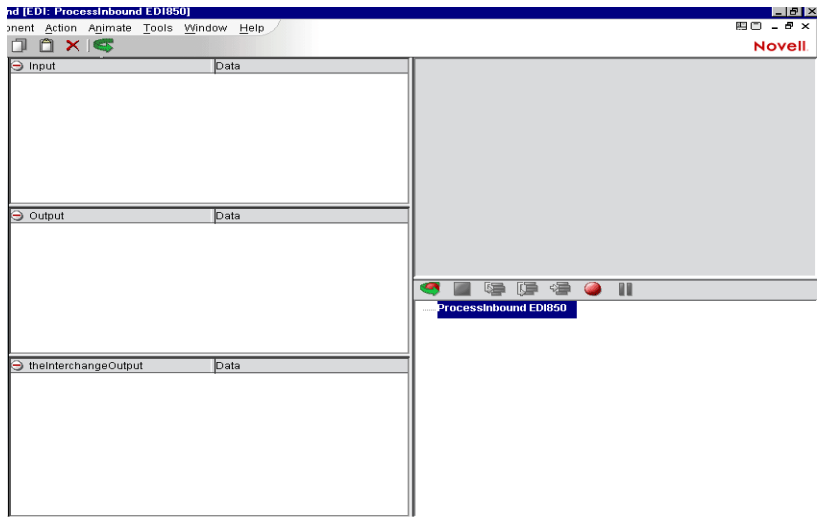 nd [EDI: ProcessInbound EDI850]
onent Action Animate Tools Window Help
Novell.
Input Data
Output Data
ProcessInbound EDI850
theInterchangeOutput Data